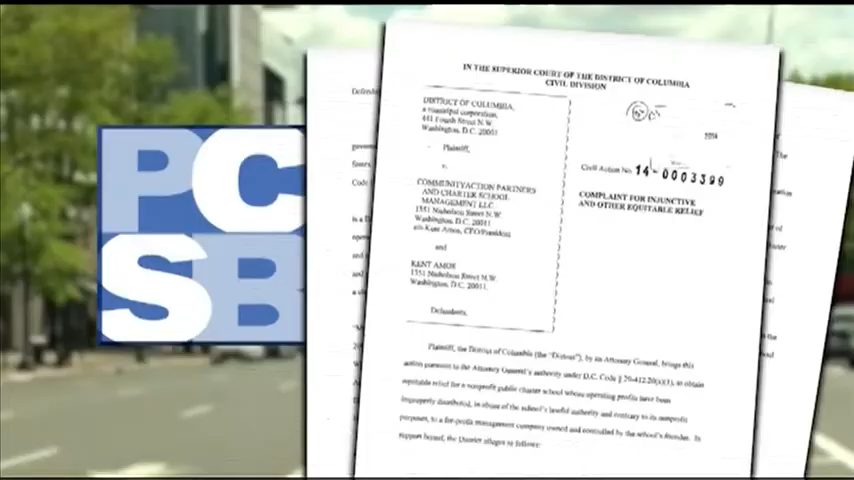 PC
SB
IN THE SUPERIOR COURT OF THE DISTRICT OF COLUMBIA
CIVIL DIVISION
DISTRICT OF COLUMBIA,
a municipal corporation,
441 Fourth Street N.W.
Washington, D.C. 20001
Plaintiff,
v.
COMMUNITY ACTION PARTNERS
AND CHARTER SCHOOL
MANAGEMENT LLC
1351 Nicholson Street N.W.
Washington, D.C. 20011
c/o Kent Amos, CEO/President
and
KENT AMOS
1351 Nicholson Street N.W.
Washington, D.C. 20011,
Defendants.
2014
Civil Action No. 14-0003399
COMPLAINT FOR INJUNCTIVE
AND OTHER EQUITABLE RELIEF
Plaintiff, the District of Columbia (the "District"), by its Attorney General, brings this
action pursuant to the Attorney General's authority under D.C. Code § 29-412.20(a)(1), to obtain
equitable relief for a nonprofit public charter school whose operating profits have been
improperly distributed, in abuse of the school's lawful authority and contrary to its nonprofit
purposes, to a for-profit management company owned and controlled by the school's founder. In
support hereof, the District alleges as follows: